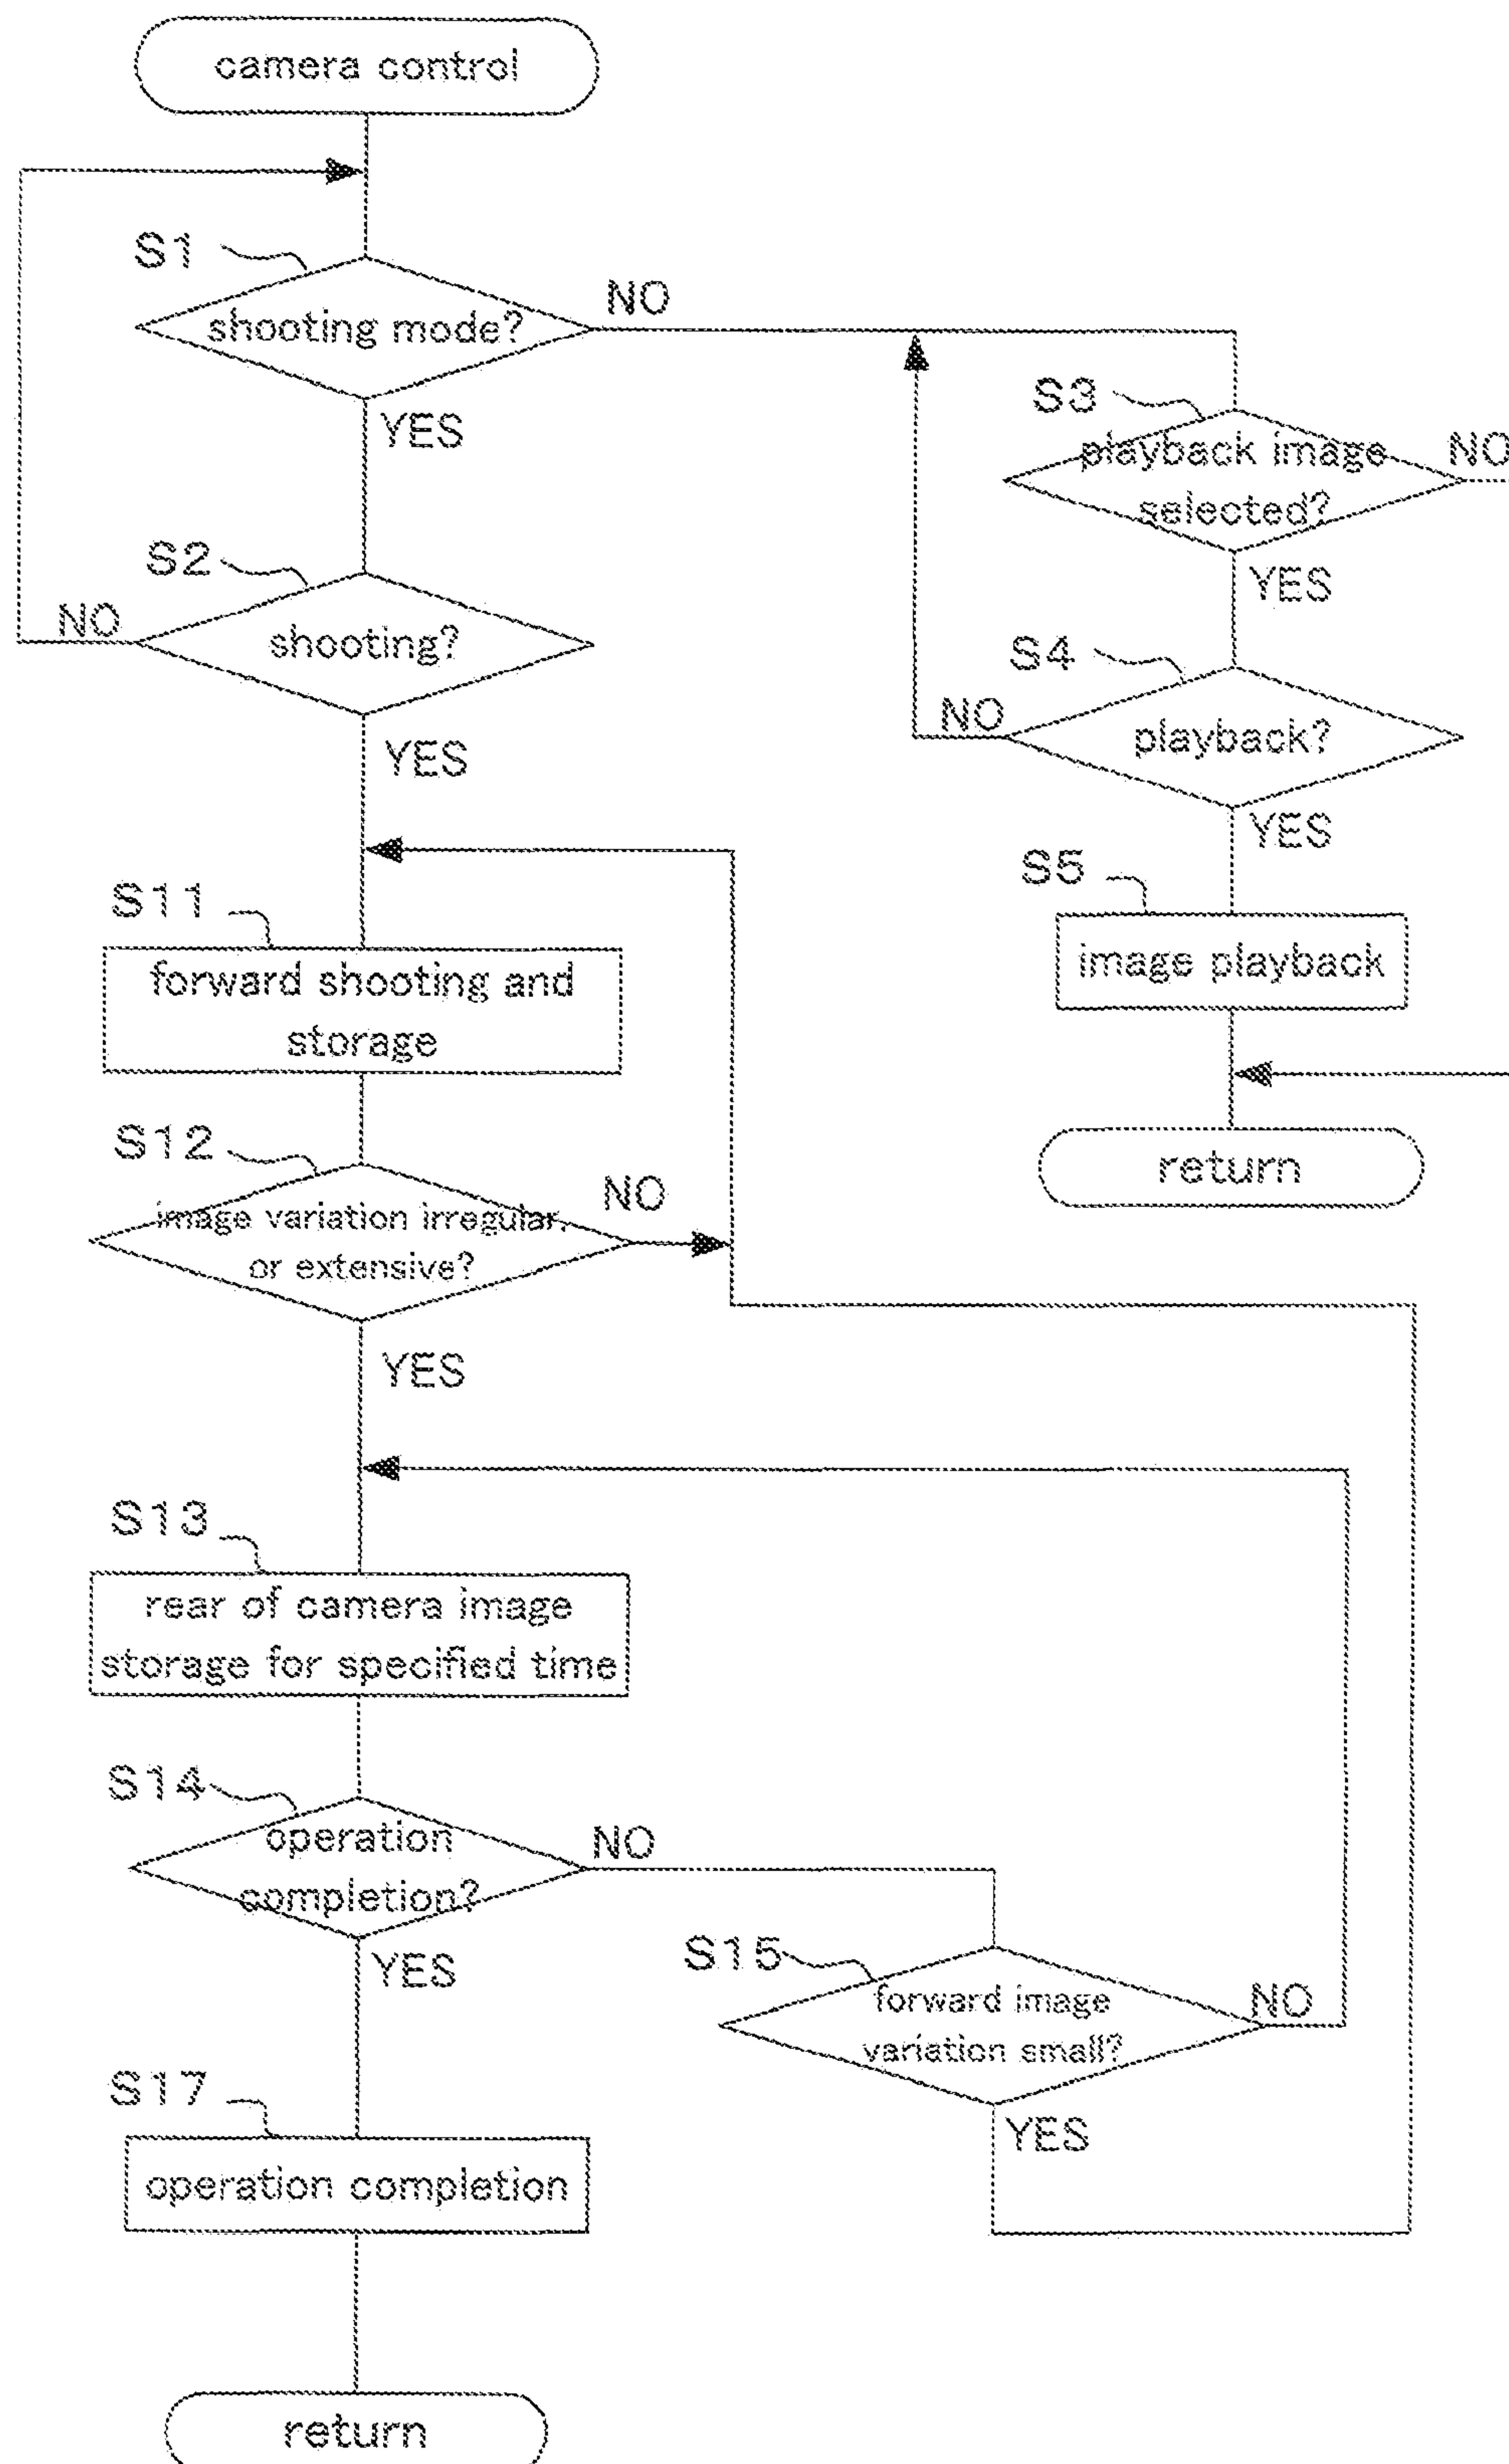 camera control
S1
shooting mode?
NO
YES
S2
NO
shooting?
YES
S11
forward shooting and
storage
S12
image variation irregular,
or extensive?
NO
YES
S13
rear of camera image
storage for specified time
S14
operation
completion?
NO
YES
S15
forward image
variation small?
NO
YES
S17
operation completion
return
S3
playback image
selected?
NO
YES
S4
NO
playback?
YES
S5
image playback
return